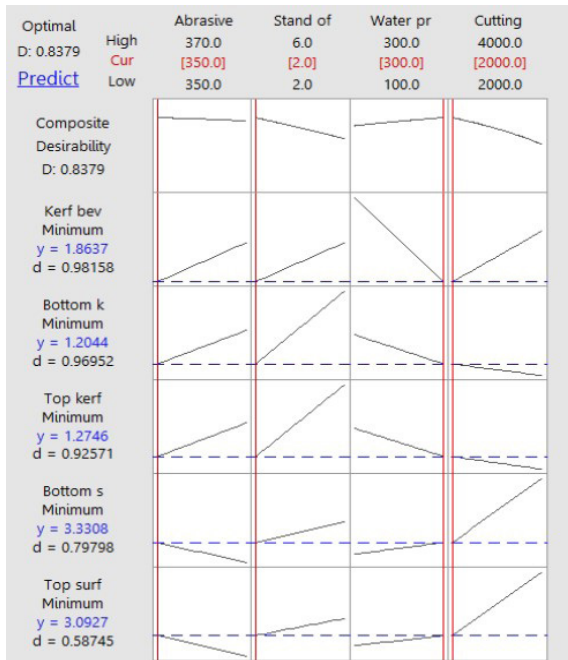 Optimal
D: 0.8379
Predict
High
Cur
Low
Abrasive
370.0
[350.0]
350.0
Stand of
6.0
[2.0]
2.0
Water pr
300.0
[300.0]
100.0
Cutting
4000.0
[2000.0]
2000.0
Composite
Desirability
D: 0.8379
Kerf bev
Minimum
y = 1.8637
d = 0.98158
Bottom k
Minimum
y = 1.2044
d = 0.96952
Top kerf
Minimum
y = 1.2746
d = 0.92571
Bottom s
Minimum
y = 3.3308
d = 0.79798
Top surf
Minimum
y = 3.0927
d = 0.58745